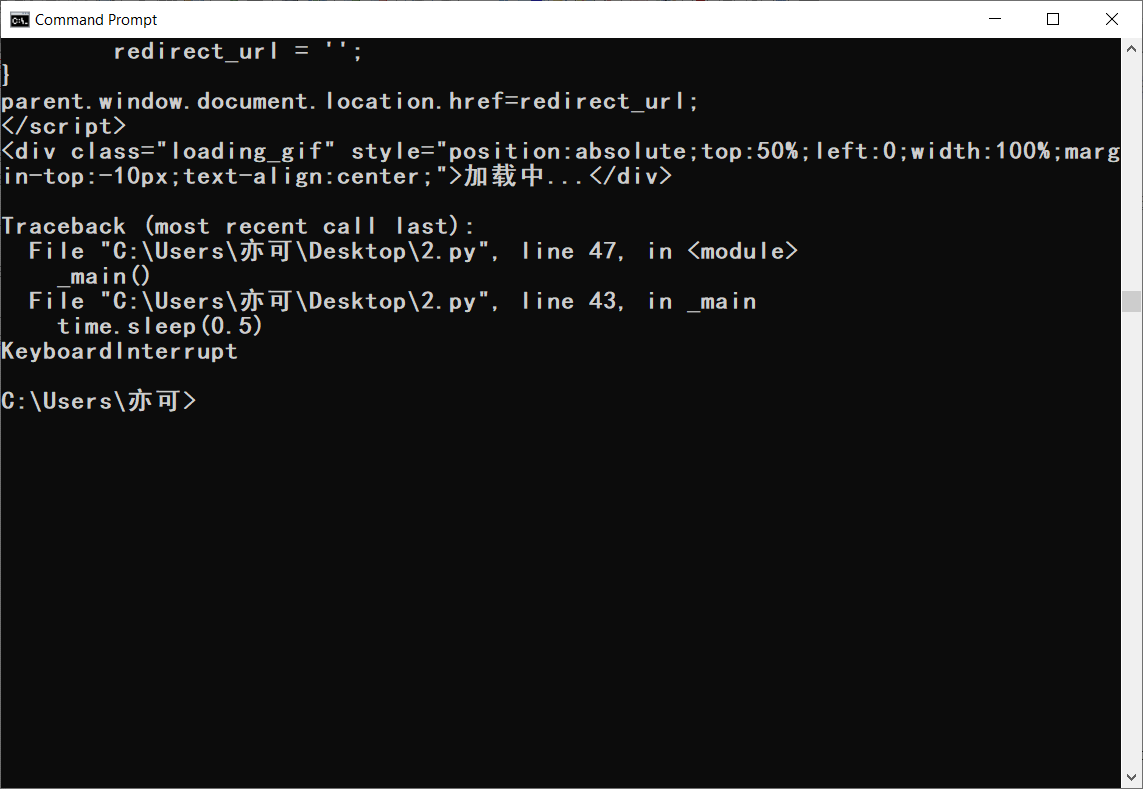 Command Prompt
redirect_url = '';
}
parent.window.document.location.href=redirect_url;
</script>
<div class="loading_gif" style="position:absolute;top:50%;left:0;width:100%;marg
in-top:-10px;text-align:center;">加载中...</div>
Traceback (most recent call last):
File "C:\Users\亦可\Desktop\2.py", line 47, in <module>
_main()
File "C:\Users\亦可\Desktop\2.py", line 43, in _main
time.sleep(0.5)
KeyboardInterrupt
C:\Users\亦可>